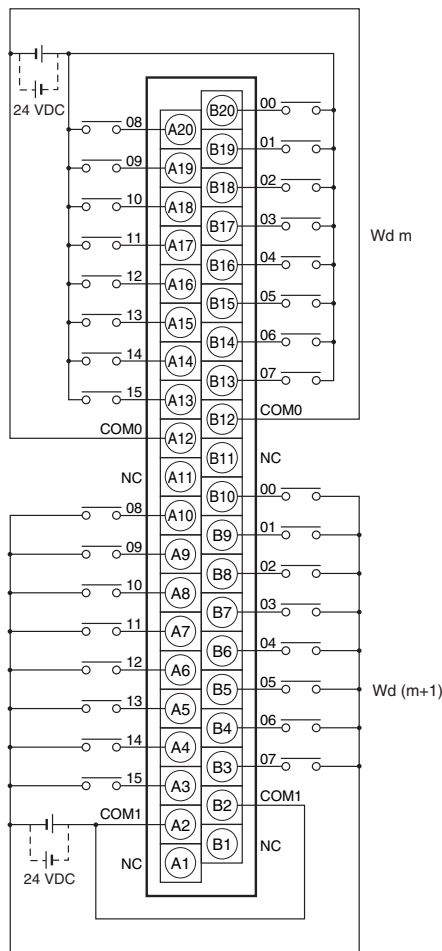 24 VDC
B20 00
08 A20
B19 01
09 A19
B18 02
10 A18
B17 03
11 A17
Wd m
B16 04
12 A16
B15 05
13 A15
B14 06
14 A14
B13 07
15 A13
B12 COM0
COM0 A12
B11 NC
NC A11
B10 00
08 A10
B9 01
09 A9
B8 02
10 A8
B7 03
11 A7
B6 04
12 A6
B5 05
Wd (m+1)
13 A5
B4 06
14 A4
B3 07
15 A3
B2 COM1
COM1 A2
B1 NC
NC A1
24 VDC